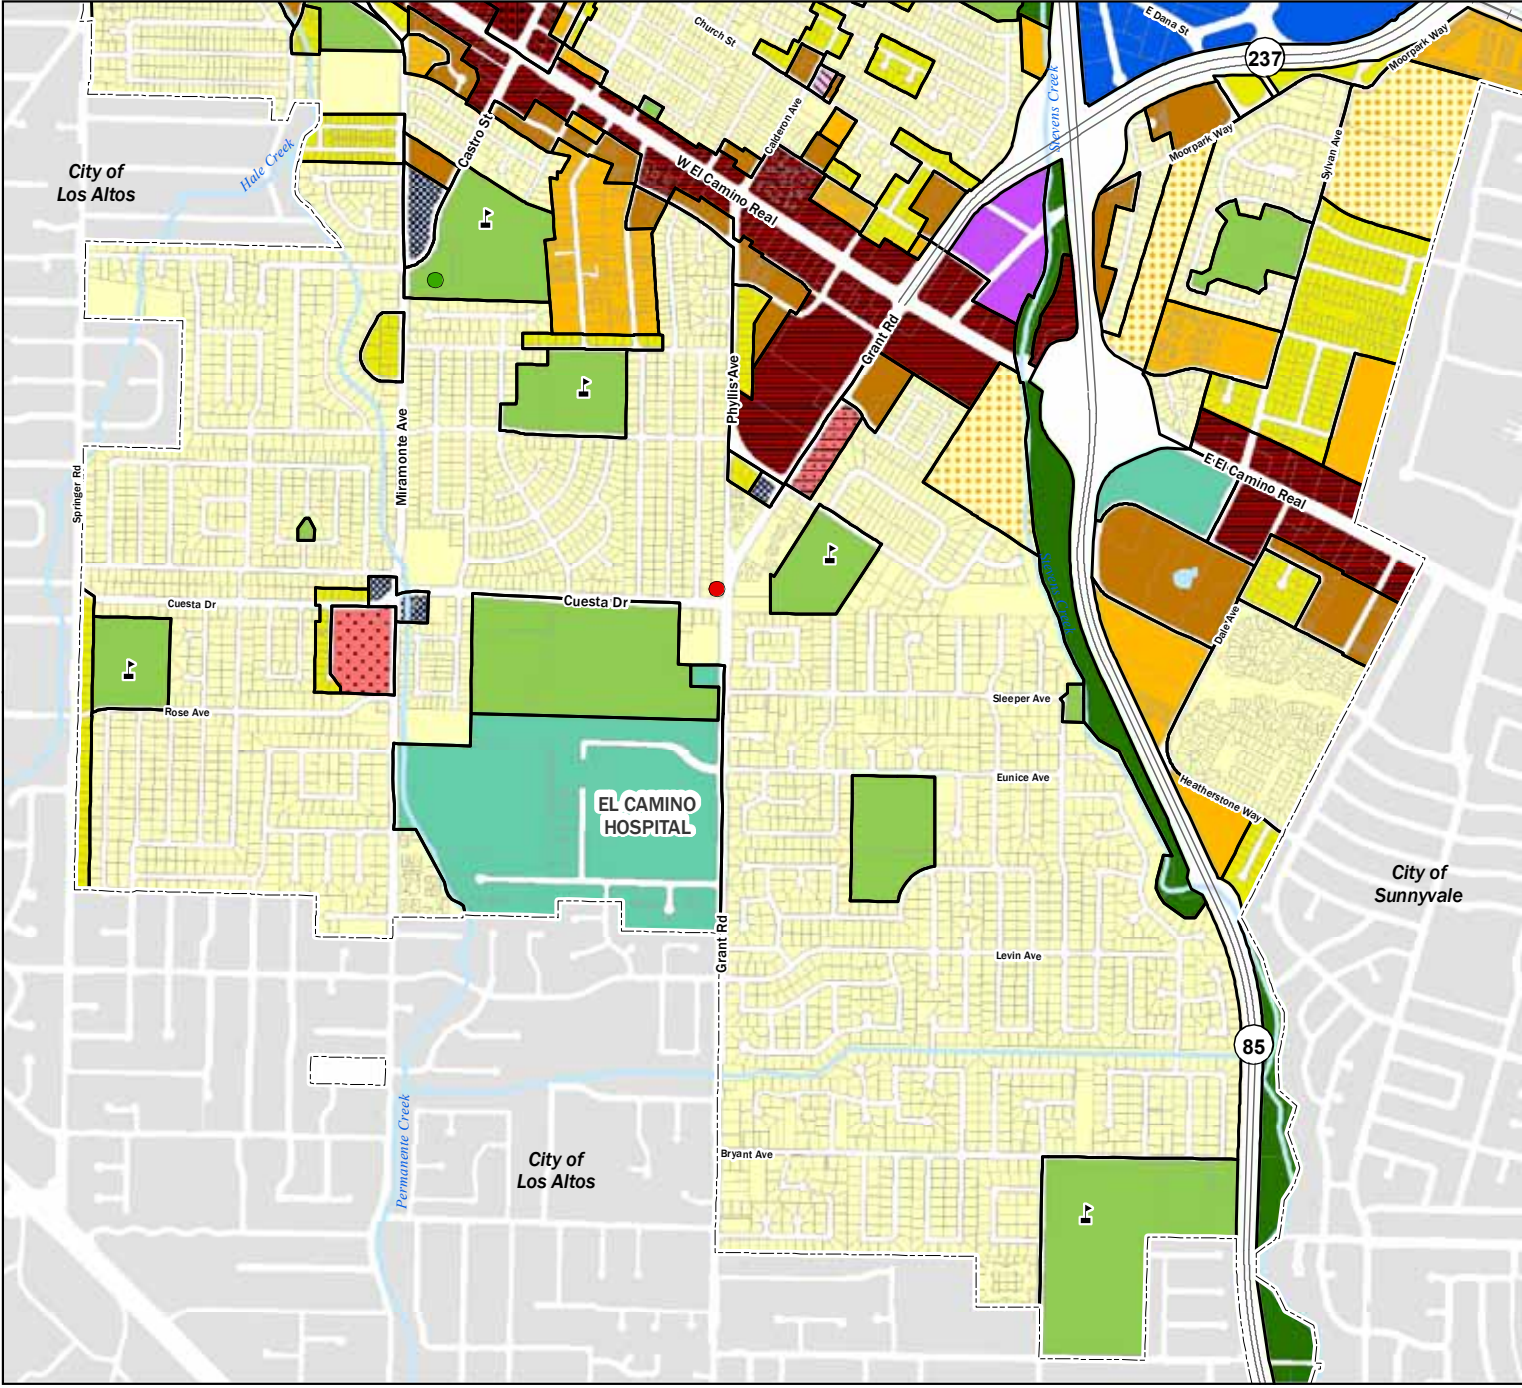 Church St
E Dana St
237
Moorpark Way
Stevens Creek
Calderon Ave
Castro St
Moorpark Way
Sylvan Ave
Hale Creek
City of
Los Altos
W El Camino Real
Grant Rd
Phyllis Ave
Miramonte Ave
Springer Rd
E El Camino Real
Cuesta Dr
Cuesta Dr
Dale Ave
Sleeper Ave
Rose Ave
Eunice Ave
Heatherstone Way
EL CAMINO
HOSPITAL
City of
Sunnyvale
Grant Rd
Levin Ave
85
Permanente Creek
Bryant Ave
City of
Los Altos